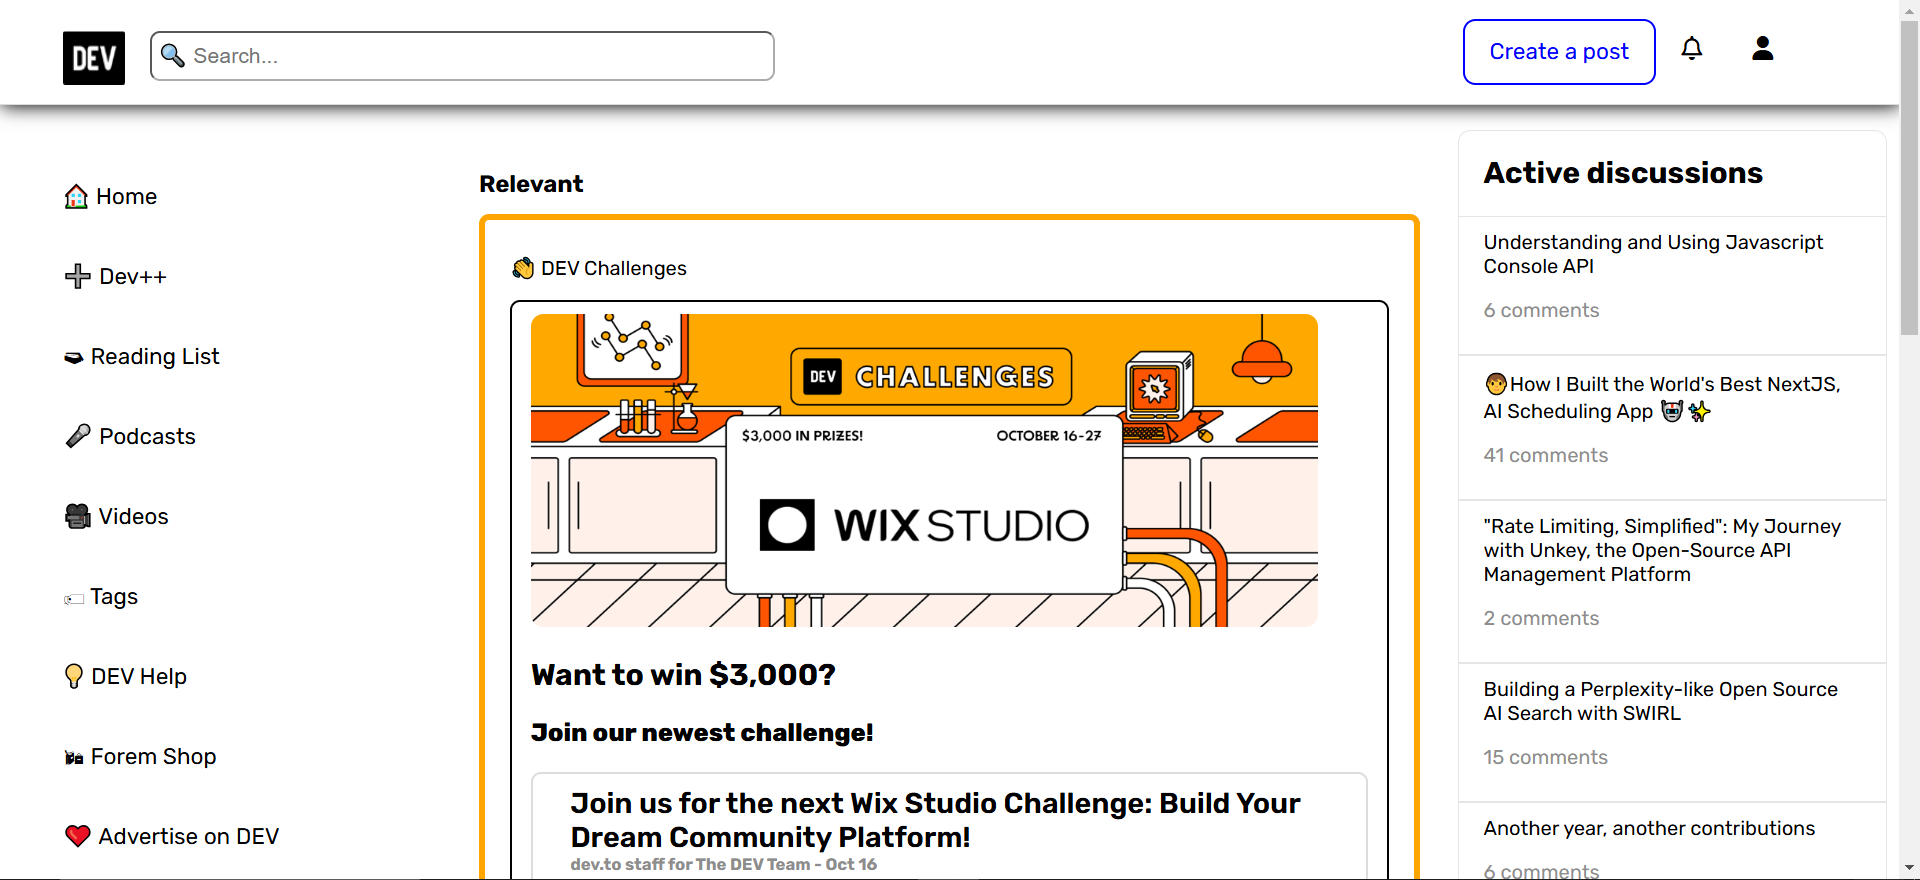 DEV
Search...
Create a post
Home
Dev++
Reading List
Podcasts
Videos
Tags
DEV Help
Forem Shop
Advertise on DEV
Relevant
DEV Challenges
DEV CHALLENGES
$3,000 IN PRIZES! OCTOBER 16-27
WIX STUDIO
Want to win $3,000?
Join our newest challenge!
Join us for the next Wix Studio Challenge: Build Your
Dream Community Platform!
dev.to staff for The DEV Team - Oct 16
Active discussions
Understanding and Using Javascript
Console API
6 comments
How I Built the World's Best NextJS,
AI Scheduling App
41 comments
"Rate Limiting, Simplified": My Journey
with Unkey, the Open-Source API
Management Platform
2 comments
Building a Perplexity-like Open Source
AI Search with SWIRL
15 comments
Another year, another contributions
6 comments